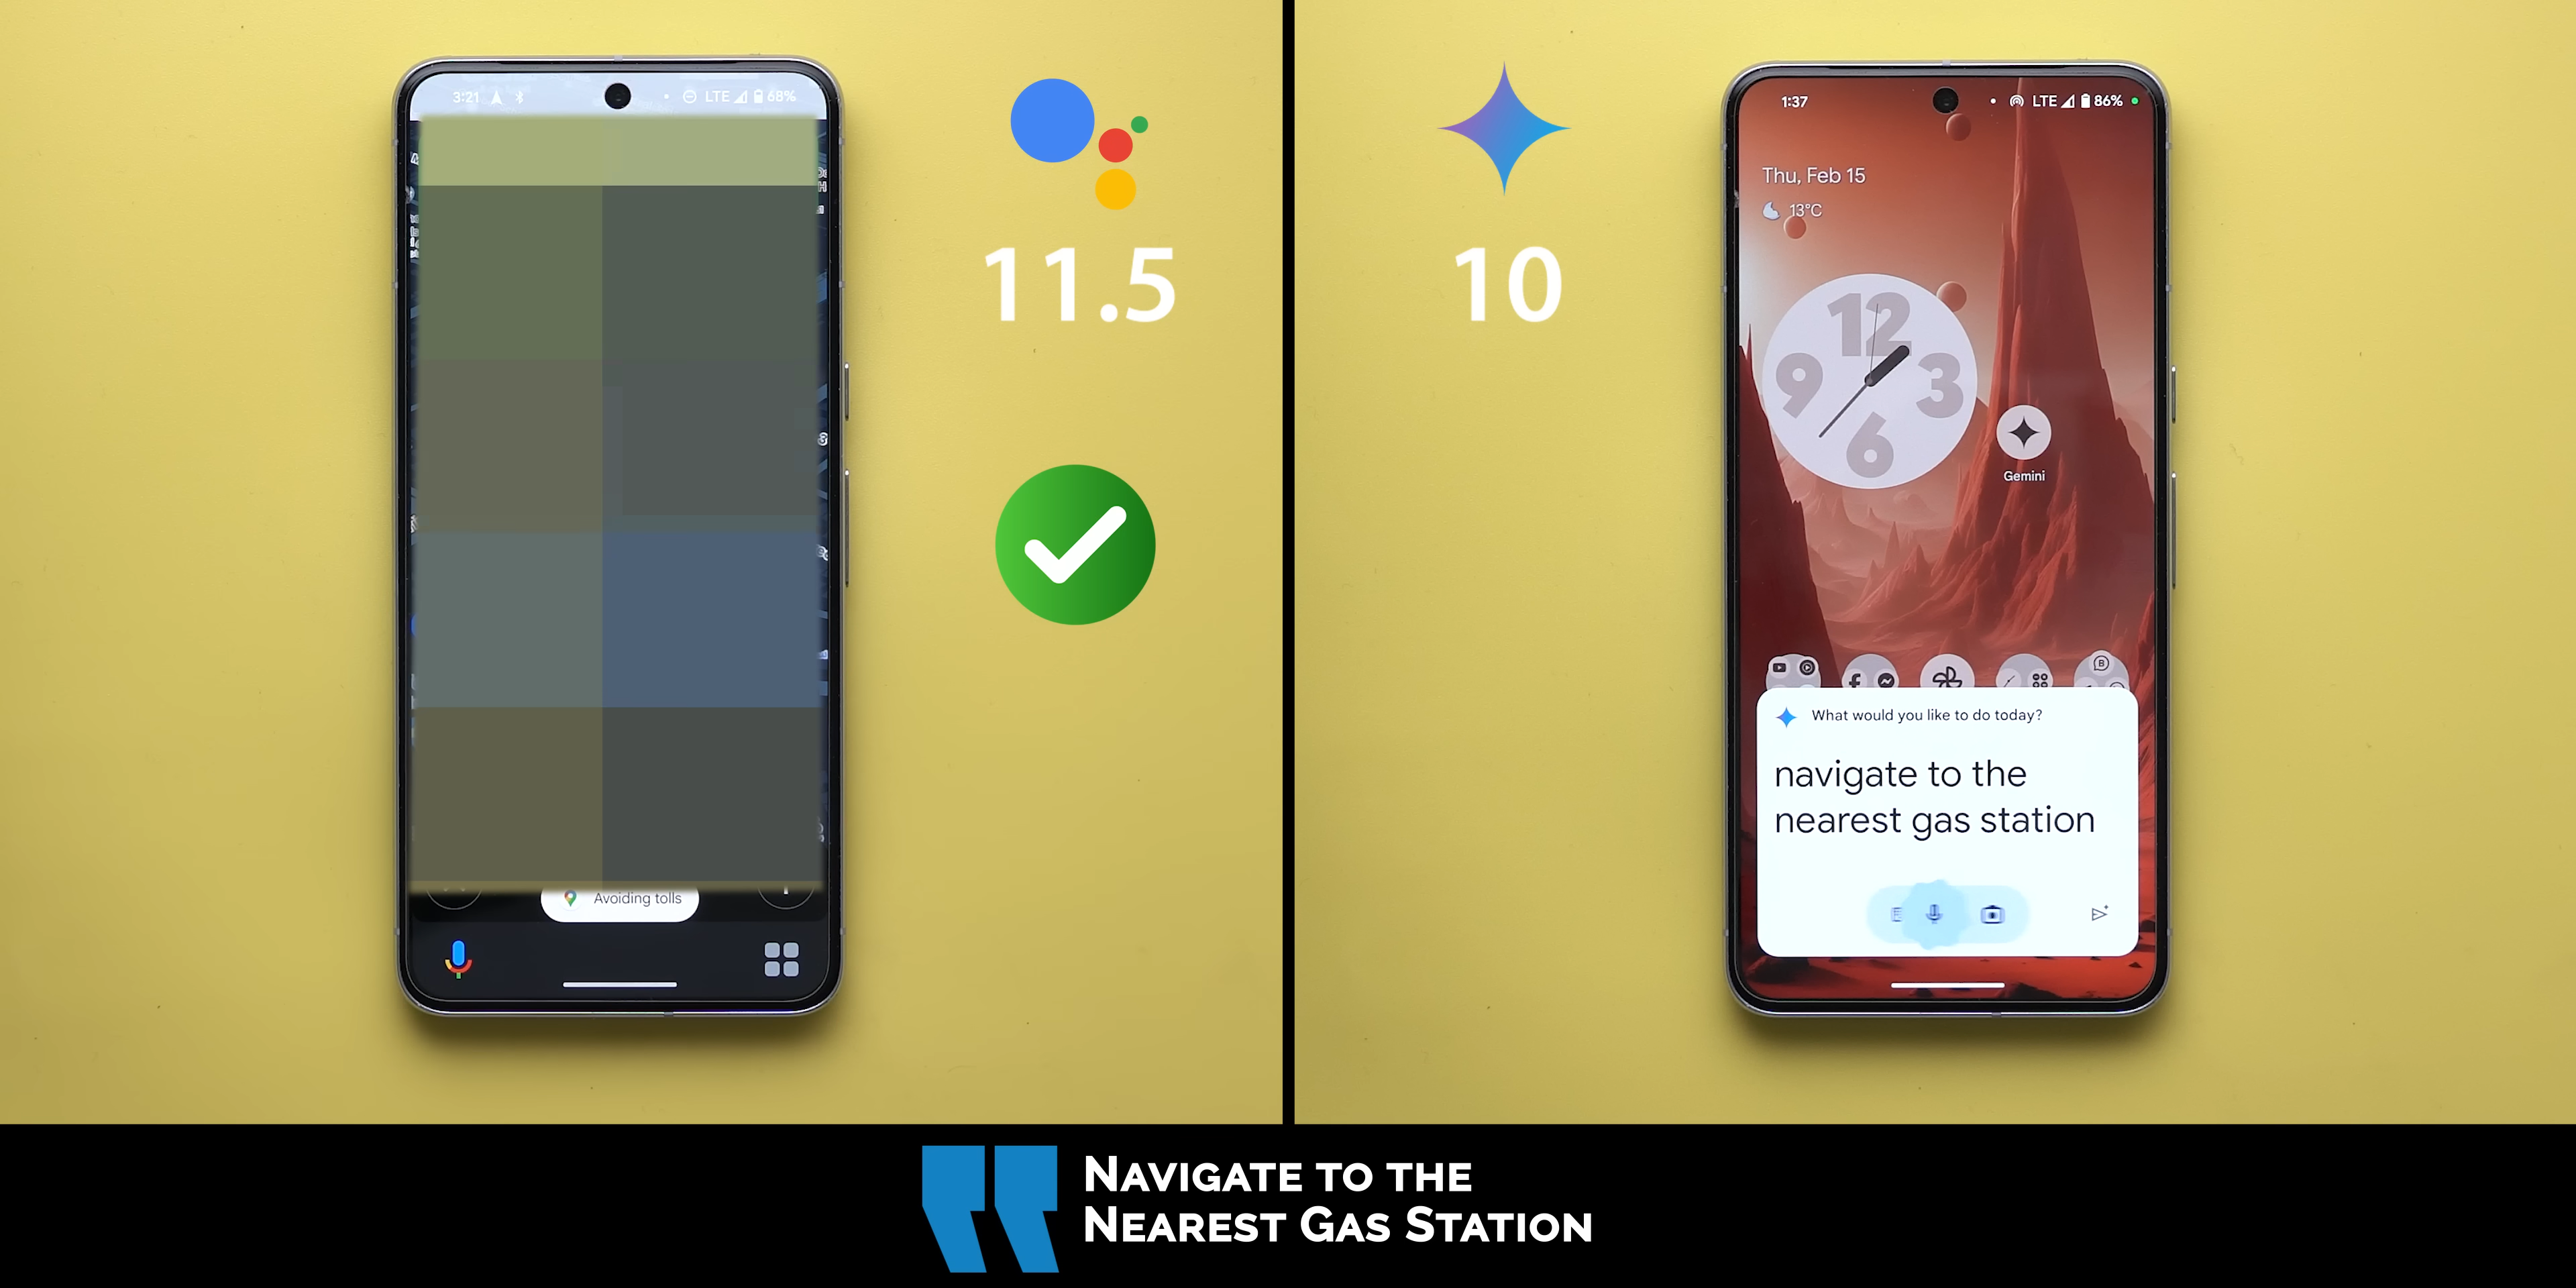 3:21
LTE
68%
Avoiding tolls
11.5
10
1:37
LTE
86%
Thu, Feb 15
13°C
12
3
6
9
Gemini
What would you like to do today?
navigate to the
nearest gas station
NAVIGATE TO THE
NEAREST GAS STATION